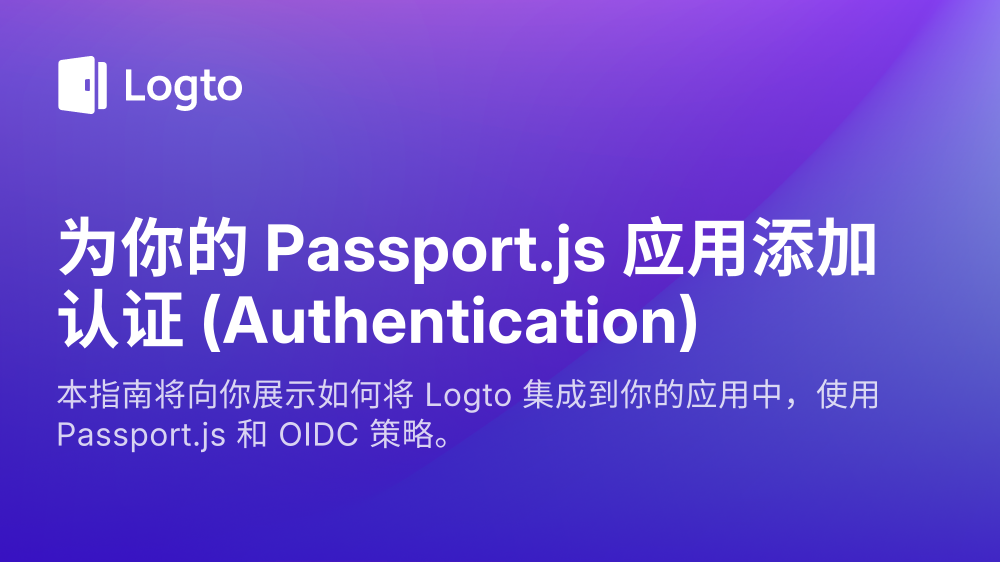 Logto
为你的 Passport.js 应用添加
认证 (Authentication)
本指南将向你展示如何将 Logto 集成到你的应用中，使用
Passport.js 和 OIDC 策略。